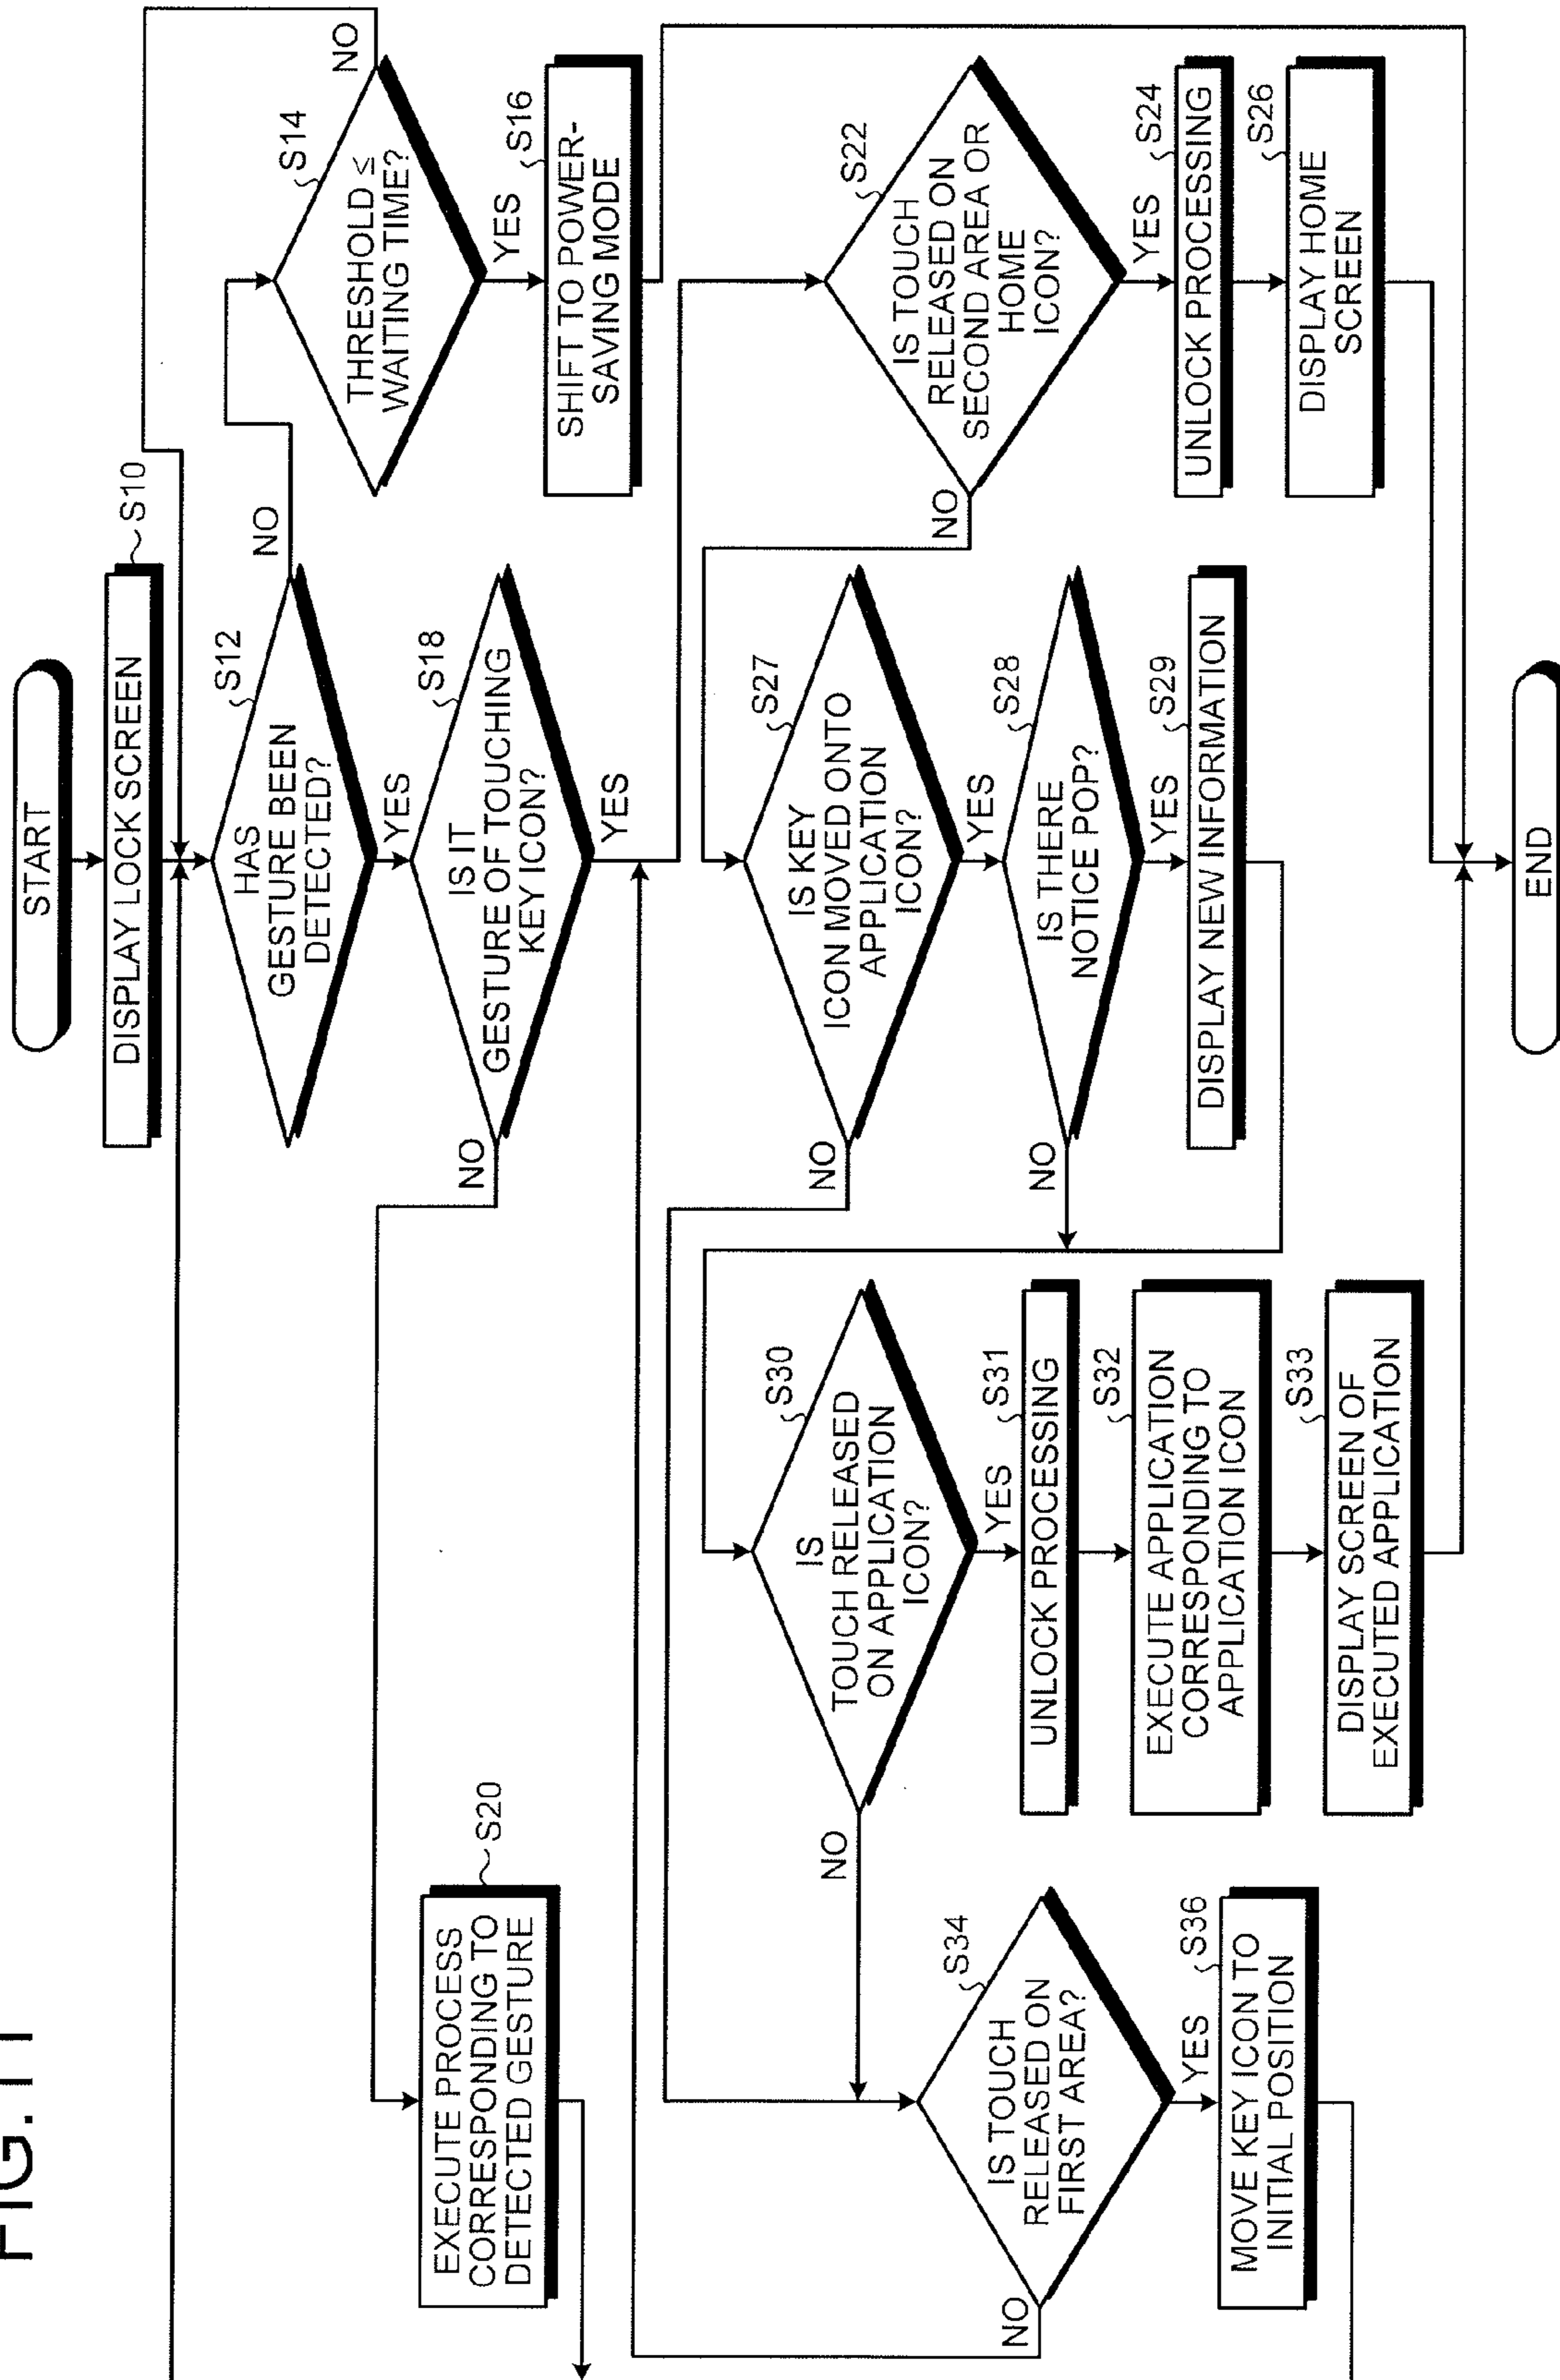 FIG.11
START
DISPLAY LOCK SCREEN
S10
HAS
GESTURE BEEN
DETECTED?
S12
NO
YES
THRESHOLD ≤
WAITING TIME?
S14
NO
YES
SHIFT TO POWER-
SAVING MODE
S16
IS IT
GESTURE OF TOUCHING
KEY ICON?
S18
NO
YES
EXECUTE PROCESS
CORRESPONDING TO
DETECTED GESTURE
S20
IS TOUCH
RELEASED ON
SECOND AREA OR
HOME
ICON?
S22
NO
YES
UNLOCK PROCESSING
S24
DISPLAY HOME
SCREEN
S26
IS KEY
ICON MOVED ONTO
APPLICATION
ICON?
S27
NO
YES
IS THERE
NOTICE POP?
S28
NO
YES
DISPLAY NEW INFORMATION
S29
IS
TOUCH RELEASED
ON APPLICATION
ICON?
S30
NO
YES
UNLOCK PROCESSING
S31
EXECUTE APPLICATION
CORRESPONDING TO
APPLICATION ICON
S32
DISPLAY SCREEN OF
EXECUTED APPLICATION
S33
IS TOUCH
RELEASED ON
FIRST AREA?
S34
NO
YES
MOVE KEY ICON TO
INITIAL POSITION
S36
END